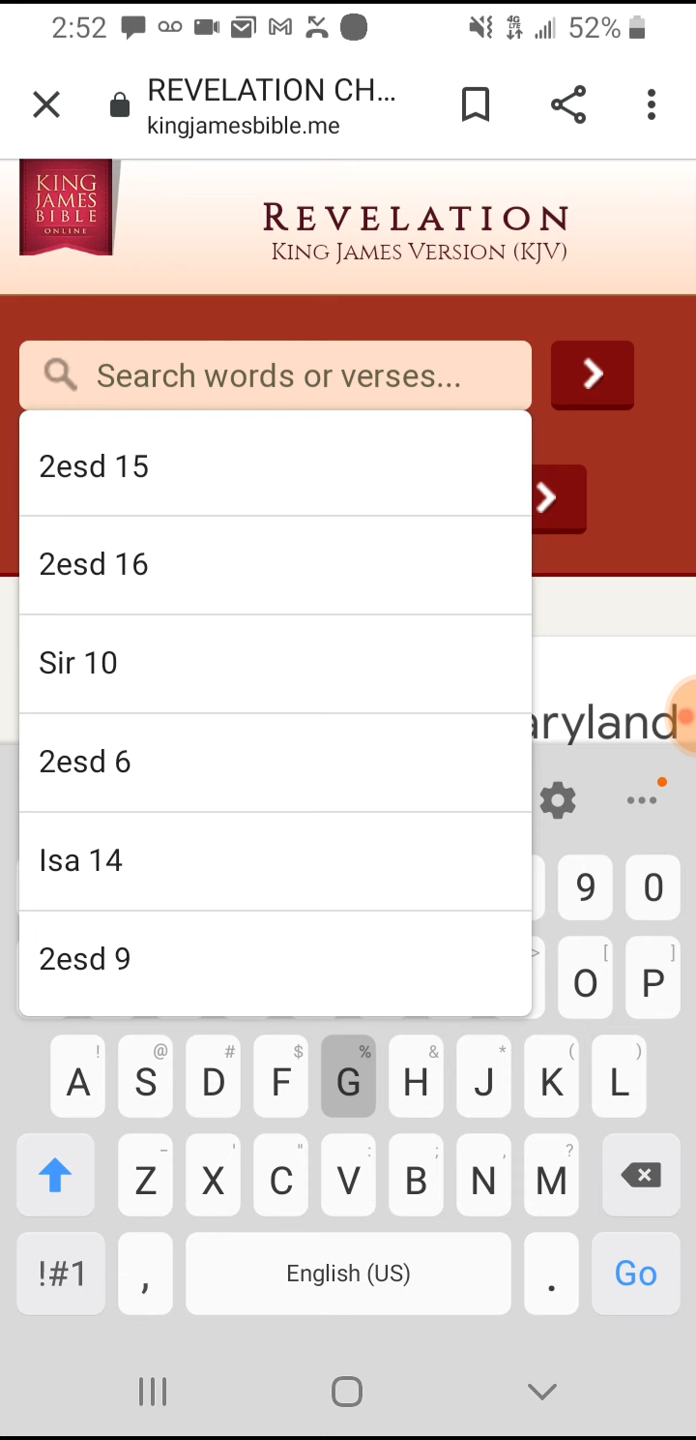 2:52
4G
LTE
52%
REVELATION CH...
kingjamesbible.me
KING
JAMES
BIBLE
ONLINE
REVELATION
KING JAMES VERSION (KJV)
Search words or verses...
2esd 15
2esd 16
Sir 10
aryland
2esd 6
Isa 14
2esd 9
9 0
> [ ]
O P
! @ # $ % & * ( )
A S D F G H J K L
- ' " : ; , ?
Z X C V B N M
!#1 , English (US) . Go